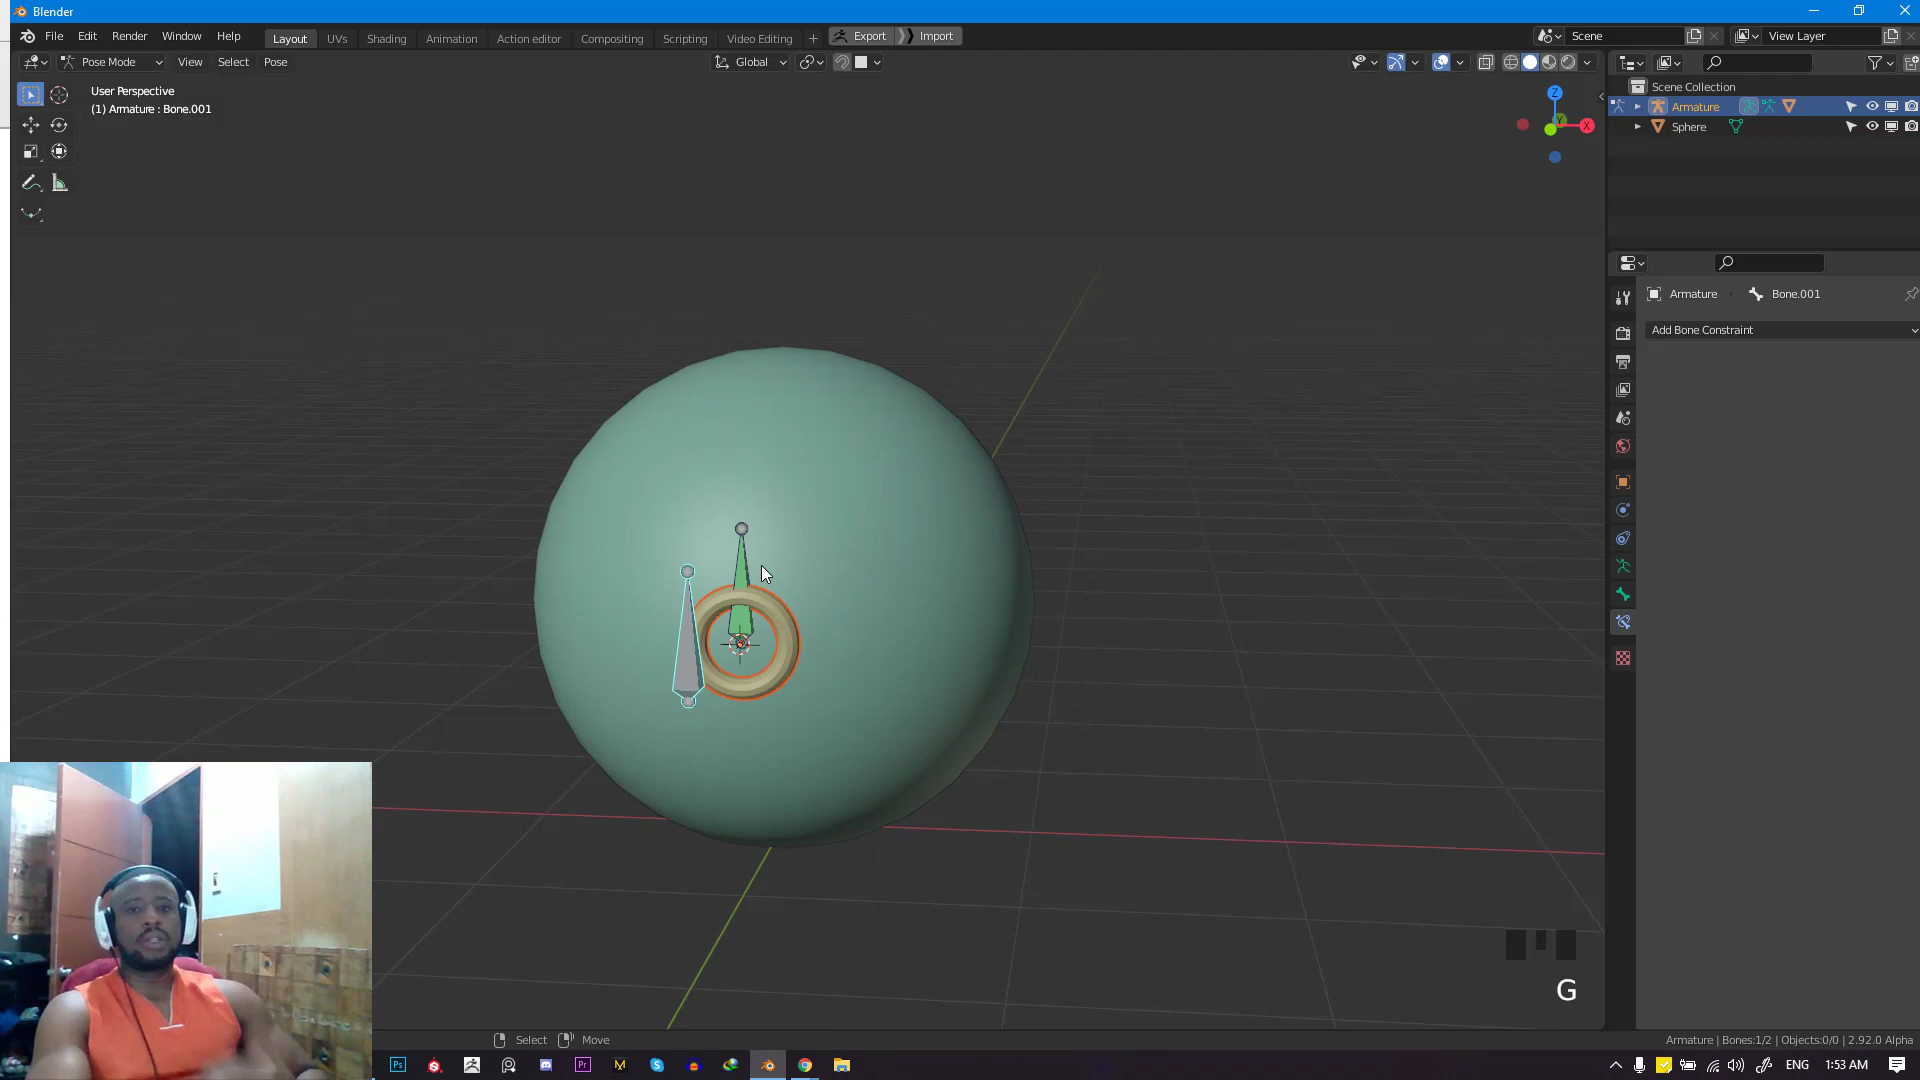 Blender
File Edit Render Window Help Layout UVs Shading Animation Action editor Compositing Scripting Video Editing + Export Import Scene View Layer
Pose Mode View Select Pose Global
User Perspective
(1) Armature : Bone.001
Z
Y
X
Scene Collection
Armature
Sphere
Armature Bone.001
Add Bone Constraint
G
Select Move Armature | Bones:1/2 | Objects:0/0 | 2.92.0 Alpha
Ps Pr M S ENG 1:53 AM